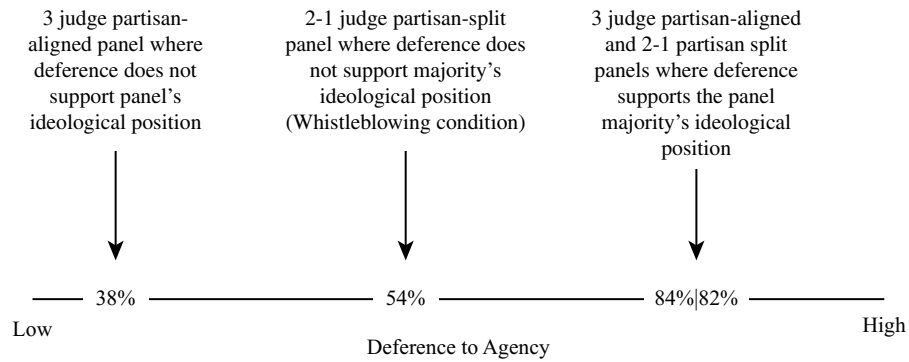 3 judge partisan-
aligned panel where
deference does not
support panel's
ideological position
2-1 judge partisan-split
panel where deference does
not support majority's
ideological position
(Whistleblowing condition)
3 judge partisan-aligned
and 2-1 partisan split
panels where deference
supports the panel
majority's ideological
position
38%
54%
84%|82%
Low
High
Deference to Agency